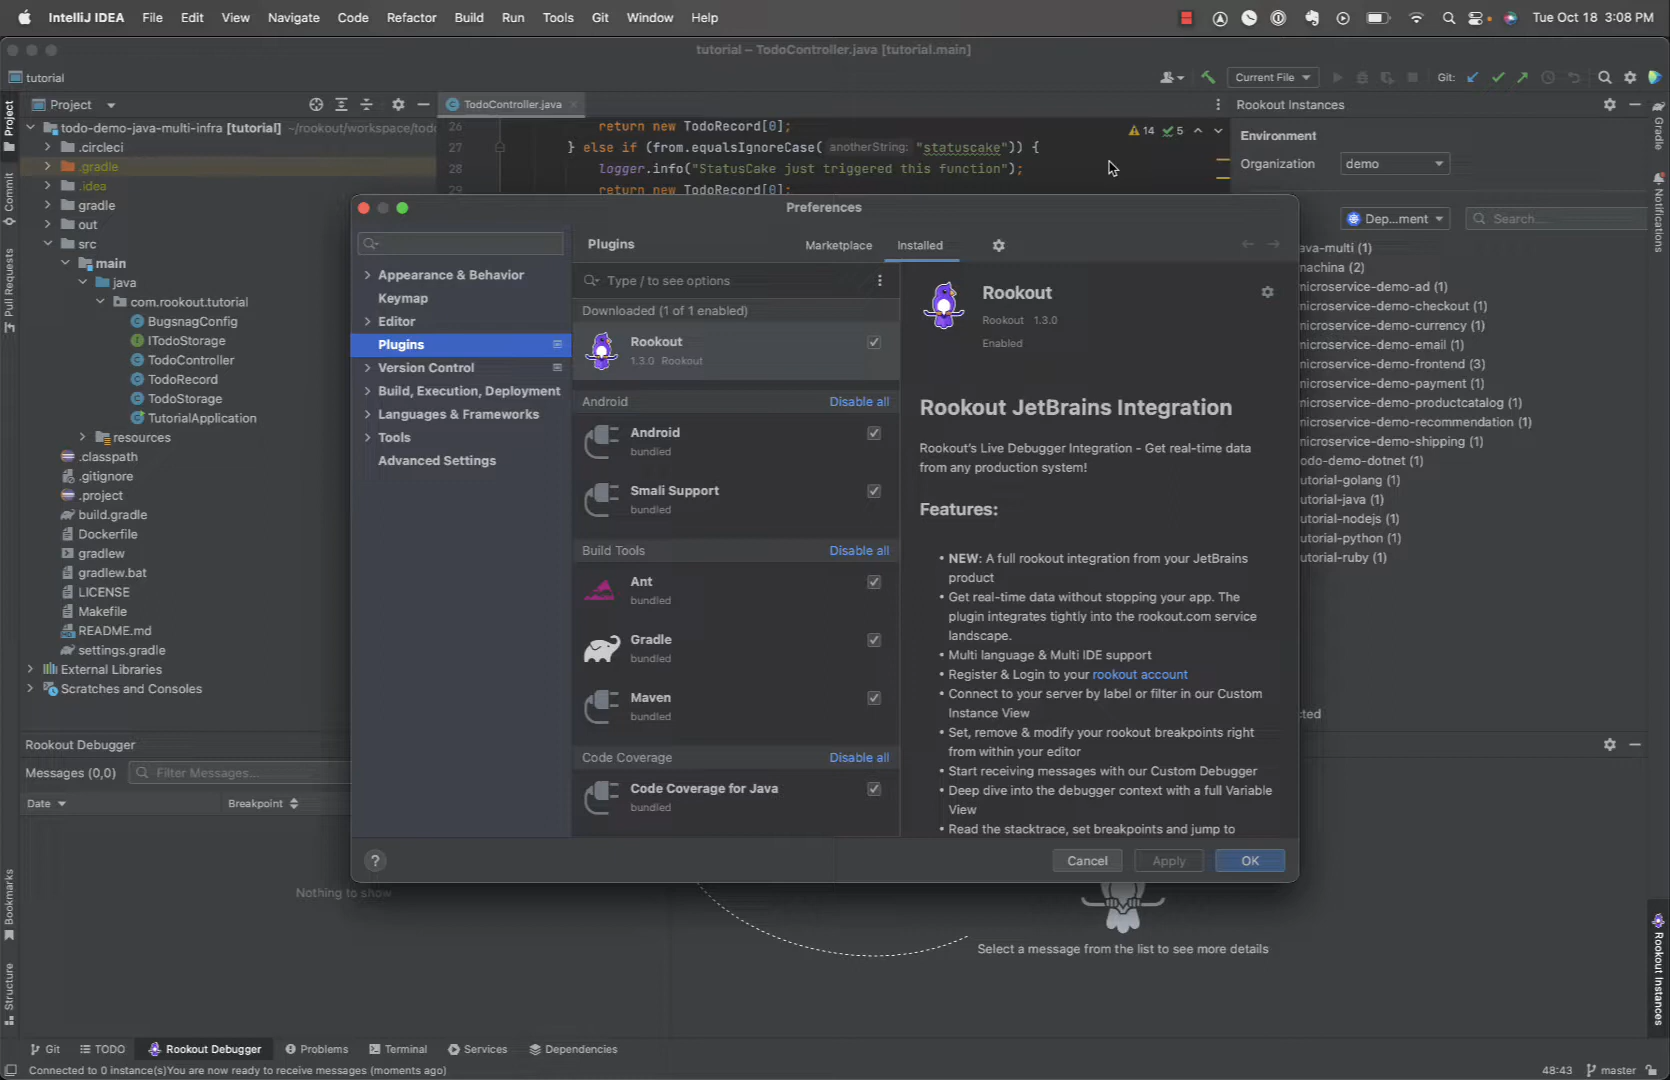 IntelliJ IDEA File Edit View Navigate Code Refactor Build Run Tools Git Window Help Tue Oct 18 3:08 PM
tutorial – TodoController.java [tutorial.main]
tutorial
Current File
Git:
Project
TodoController.java
Rookout Instances
todo-demo-java-multi-infra [tutorial] ~/rookout/workspace/todo
.circleci
.gradle
.idea
gradle
out
src
main
java
com.rookout.tutorial
BugsnagConfig
ITodoStorage
TodoController
TodoRecord
TodoStorage
TutorialApplication
resources
.classpath
.gitignore
.project
build.gradle
Dockerfile
gradlew
gradlew.bat
LICENSE
Makefile
README.md
settings.gradle
External Libraries
Scratches and Consoles
26 return new TodoRecord[0];
27 } else if (from.equalsIgnoreCase( anotherString: "statuscake")) {
28 logger.info("StatusCake just triggered this function");
29 return new TodoRecord[0];
14 5
Environment
Organization demo
Dep...ment
Search...
ava-multi (1)
machina (2)
nicroservice-demo-ad (1)
nicroservice-demo-checkout (1)
nicroservice-demo-currency (1)
nicroservice-demo-email (1)
nicroservice-demo-frontend (3)
nicroservice-demo-payment (1)
nicroservice-demo-productcatalog (1)
nicroservice-demo-recommendation (1)
nicroservice-demo-shipping (1)
odo-demo-dotnet (1)
utorial-golang (1)
utorial-java (1)
utorial-nodejs (1)
utorial-python (1)
utorial-ruby (1)
cted
Preferences
Appearance & Behavior
Keymap
Editor
Plugins
Version Control
Build, Execution, Deployment
Languages & Frameworks
Tools
Advanced Settings
Plugins
Marketplace
Installed
Type / to see options
Downloaded (1 of 1 enabled)
Rookout
1.3.0 Rookout
Android Disable all
Android
bundled
Smali Support
bundled
Build Tools Disable all
Ant
bundled
Gradle
bundled
Maven
bundled
Code Coverage Disable all
Code Coverage for Java
bundled
Rookout
Rookout 1.3.0
Enabled
Rookout JetBrains Integration
Rookout's Live Debugger Integration - Get real-time data
from any production system!
Features:
• NEW: A full rookout integration from your JetBrains
product
• Get real-time data without stopping your app. The
plugin integrates tightly into the rookout.com service
landscape.
• Multi language & Multi IDE support
• Register & Login to your rookout account
• Connect to your server by label or filter in our Custom
Instance View
• Set, remove & modify your rookout breakpoints right
from within your editor
• Start receiving messages with our Custom Debugger
• Deep dive into the debugger context with a full Variable
View
• Read the stacktrace, set breakpoints and jump to
?
Cancel
Apply
OK
Rookout Debugger
Messages (0,0)
Filter Messages...
Date
Breakpoint
Nothing to show
Select a message from the list to see more details
Project
Commit
Pull Requests
Bookmarks
Structure
Gradle
Notifications
Rookout Instances
Git TODO Rookout Debugger Problems Terminal Services Dependencies
Connected to 0 instance(s)You are now ready to receive messages (moments ago)
48:43 master